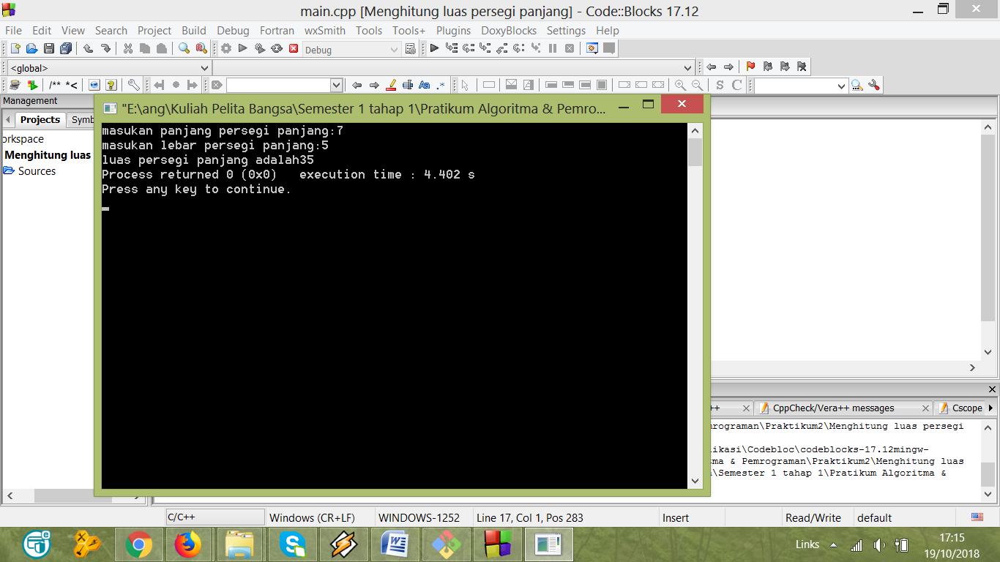 main.cpp [Menghitung luas persegi panjang] - Code::Blocks 17.12
File Edit View Search Project Build Debug Fortran wxSmith Tools Tools+ Plugins DoxyBlocks Settings Help
Debug
<global>
/** *<
Aa .*
S C
Management
Projects Symb
orkspace
Menghitung luas
Sources
"E:\ang\Kuliah Pelita Bangsa\Semester 1 tahap 1\Pratikum Algoritma & Pemro...
masukan panjang persegi panjang:7
masukan lebar persegi panjang:5
luas persegi panjang adalah35
Process returned 0 (0x0)   execution time : 4.402 s
Press any key to continue.
++ CppCheck/Vera++ messages Cscope
rograman\Praktikum2\Menghitung luas persegi
ikasi\Codebloc\codeblocks-17.12mingw-
ma & Pemrograman\Praktikum2\Menghitung luas
\Semester 1 tahap 1\Pratikum Algoritma &
C/C++ Windows (CR+LF) WINDOWS-1252 Line 17, Col 1, Pos 283 Insert Read/Write default
Links 17:15
19/10/2018